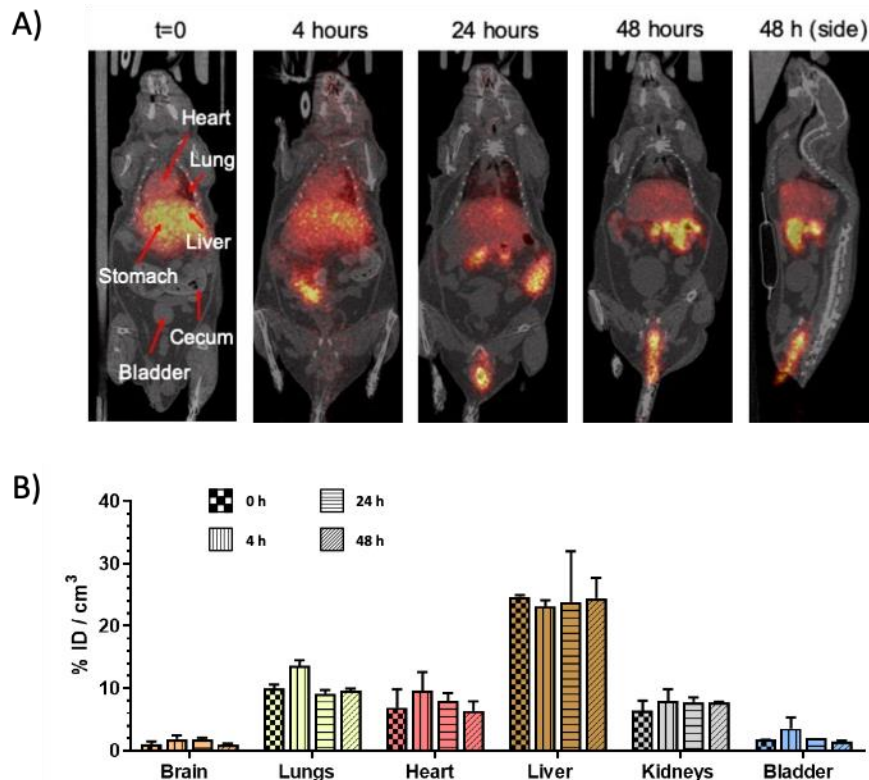 A)
t=0
4 hours
24 hours
48 hours
48 h (side)
Heart
Lung
Liver
Stomach
Cecum
Bladder
B)
0 h
24 h
4 h
48 h
% ID / cm³
40
30
20
10
0
Brain
Lungs
Heart
Liver
Kidneys
Bladder